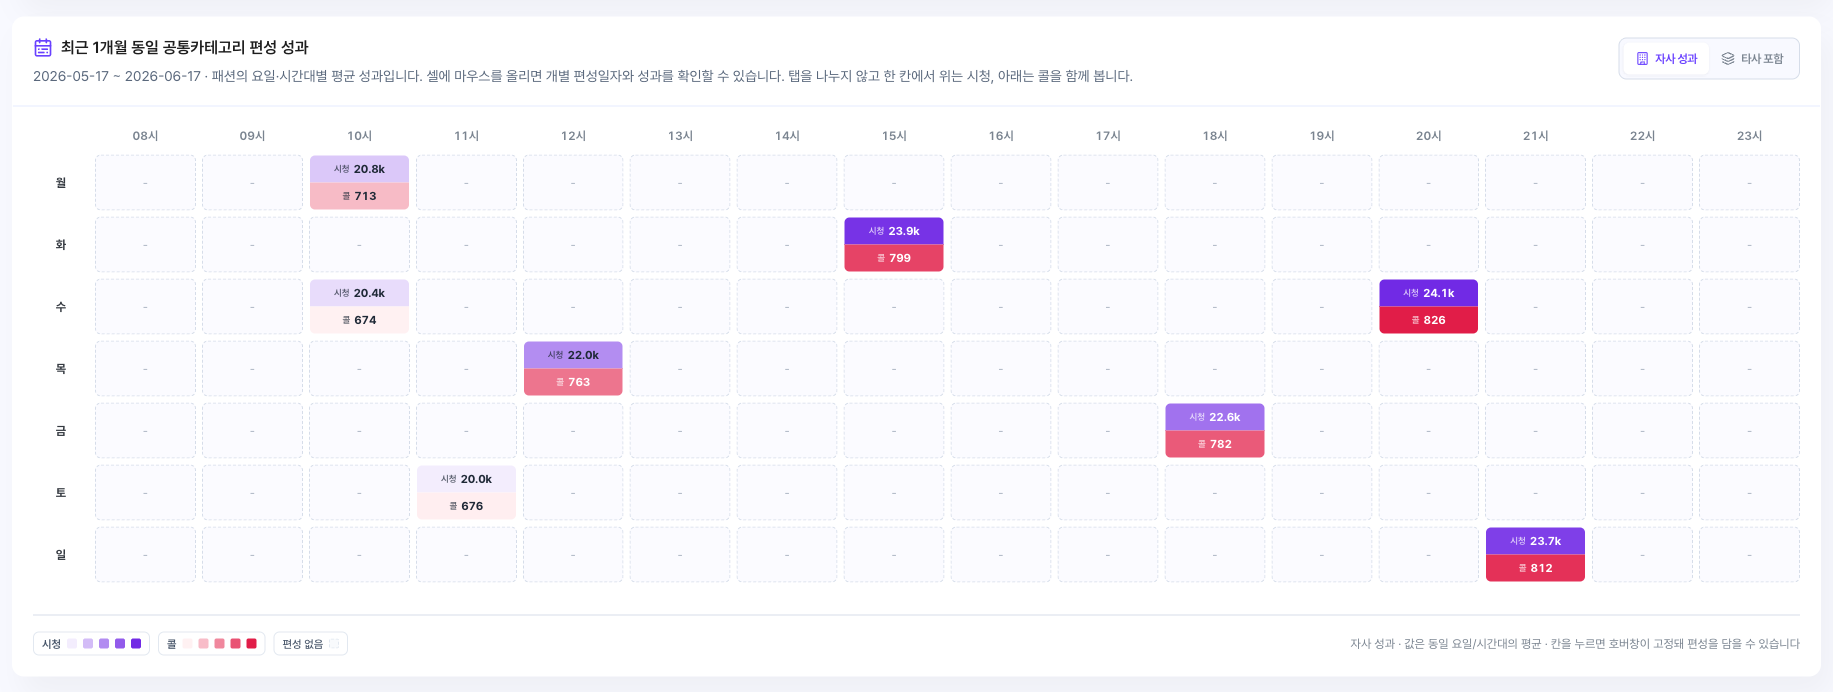 최근 1개월 동일 공통카테고리 편성 성과
2026-05-17 ~ 2026-06-17 · 패션의 요일·시간대별 평균 성과입니다. 셀에 마우스를 올리면 개별 편성일자와 성과를 확인할 수 있습니다. 탭을 나누지 않고 한 칸에서 위는 시청, 아래는 콜을 함께 봅니다.
자사 성과 타사 포함
08시 09시 10시 11시 12시 13시 14시 15시 16시 17시 18시 19시 20시 21시 22시 23시
월 - - 시청 20.8k 콜 713 - - - - - - - - - - - - -
화 - - - - - - - 시청 23.9k 콜 799 - - - - - - - -
수 - - 시청 20.4k 콜 674 - - - - - - - - - 시청 24.1k 콜 826 - - -
목 - - - - 시청 22.0k 콜 763 - - - - - - - - - - -
금 - - - - - - - - - - 시청 22.6k 콜 782 - - - - -
토 - - - 시청 20.0k 콜 676 - - - - - - - - - - - -
일 - - - - - - - - - - - - - 시청 23.7k 콜 812 - -
시청 콜 편성 없음
자사 성과 · 값은 동일 요일/시간대의 평균 · 칸을 누르면 호버창이 고정돼 편성을 담을 수 있습니다